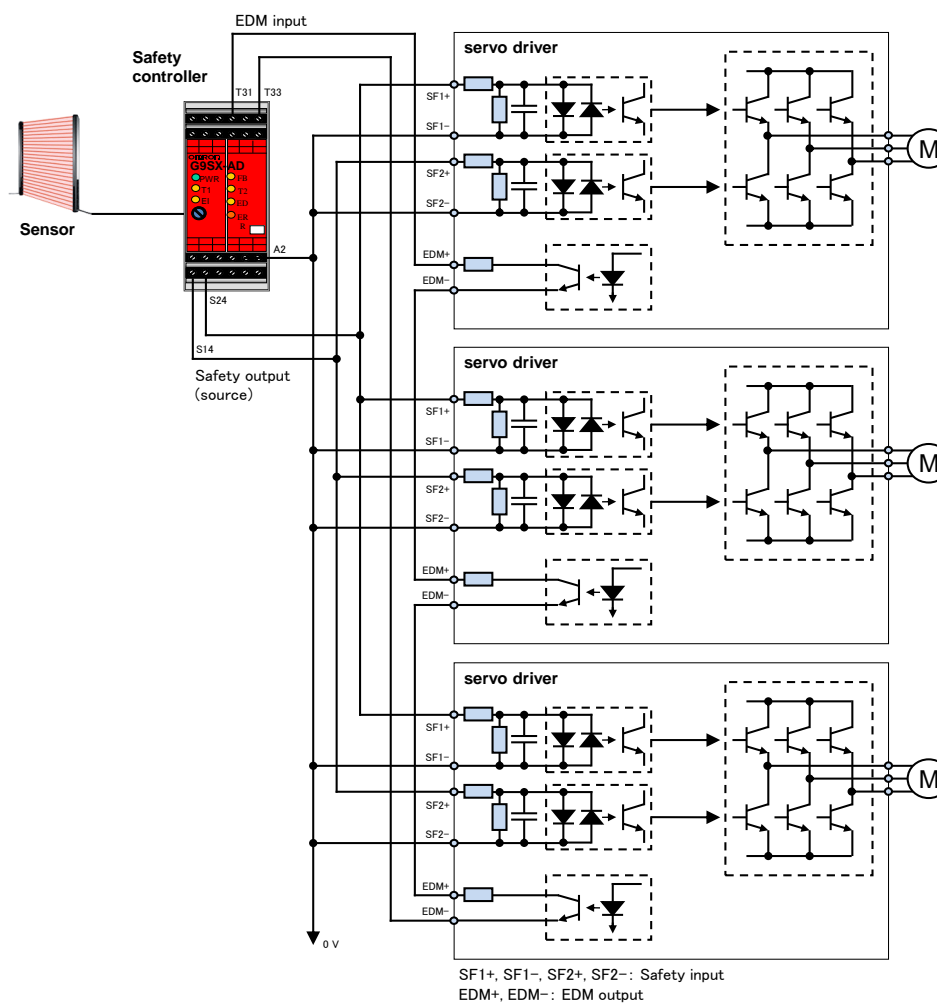 EDM input
Safety
controller
T31
T33
OMRON
G9SX-AD
PWR
FB
T1
T2
EI
ED
ER
R
Sensor
A2
S24
S14
Safety output
(source)
servo driver
SF1+
SF1-
SF2+
SF2-
EDM+
EDM-
M
servo driver
SF1+
SF1-
SF2+
SF2-
EDM+
EDM-
M
servo driver
SF1+
SF1-
SF2+
SF2-
EDM+
EDM-
M
0 V
SF1+, SF1-, SF2+, SF2-: Safety input
EDM+, EDM-: EDM output